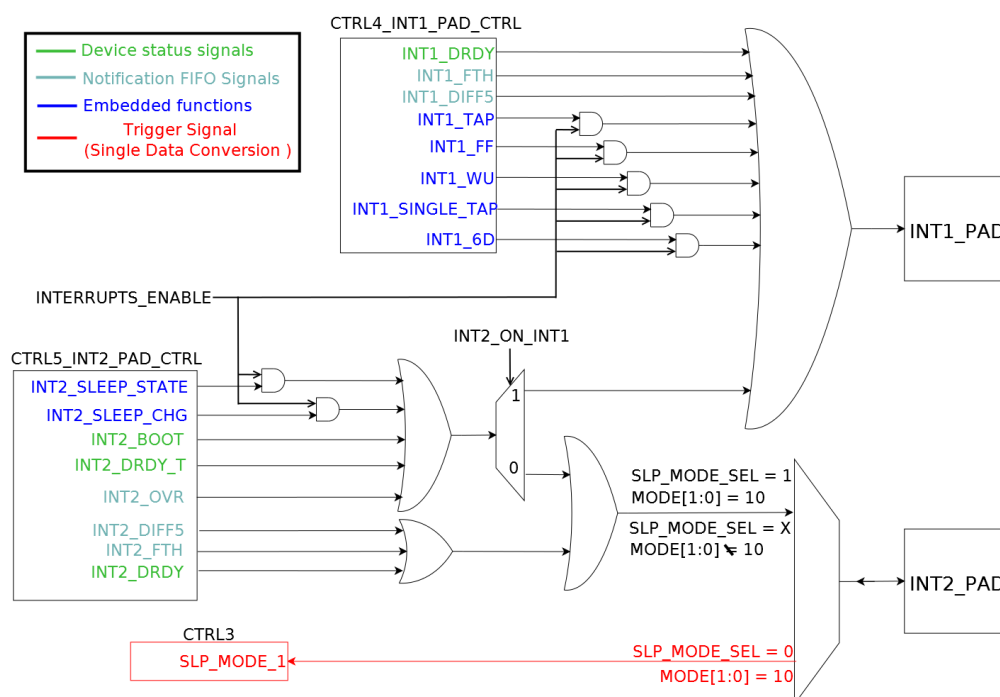 CTRL4_INT1_PAD_CTRL
Device status signals
Notification FIFO Signals
Embedded functions
Trigger Signal
(Single Data Conversion )
INT1_DRDY
INT1_FTH
INT1_DIFF5
INT1_TAP
INT1_FF
INT1_WU
INT1_SINGLE_TAP
INT1_6D
INT1_PAD
INTERRUPTS_ENABLE
INT2_ON_INT1
CTRL5_INT2_PAD_CTRL
INT2_SLEEP_STATE
INT2_SLEEP_CHG
INT2_BOOT
INT2_DRDY_T
INT2_OVR
INT2_DIFF5
INT2_FTH
INT2_DRDY
1
0
SLP_MODE_SEL = 1
MODE[1:0] = 10
SLP_MODE_SEL = X
MODE[1:0] ≠ 10
INT2_PAD
CTRL3
SLP_MODE_1
SLP_MODE_SEL = 0
MODE[1:0] = 10